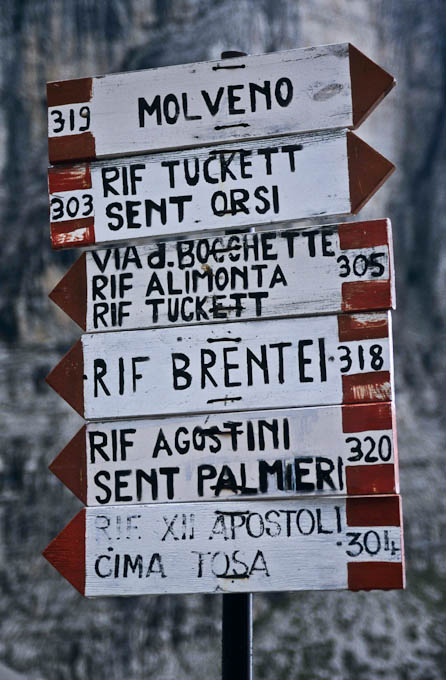 319 MOLVENO
RIF TUCKETT
303 SENT ORSI
VIA d. BOCCHETTE
RIF ALIMONTA 305
RIF TUCKETT
RIF BRENTEI 318
RIF AGOSTINI
SENT PALMIERI 320
RIF XII APOSTOLI
CIMA TOSA 304